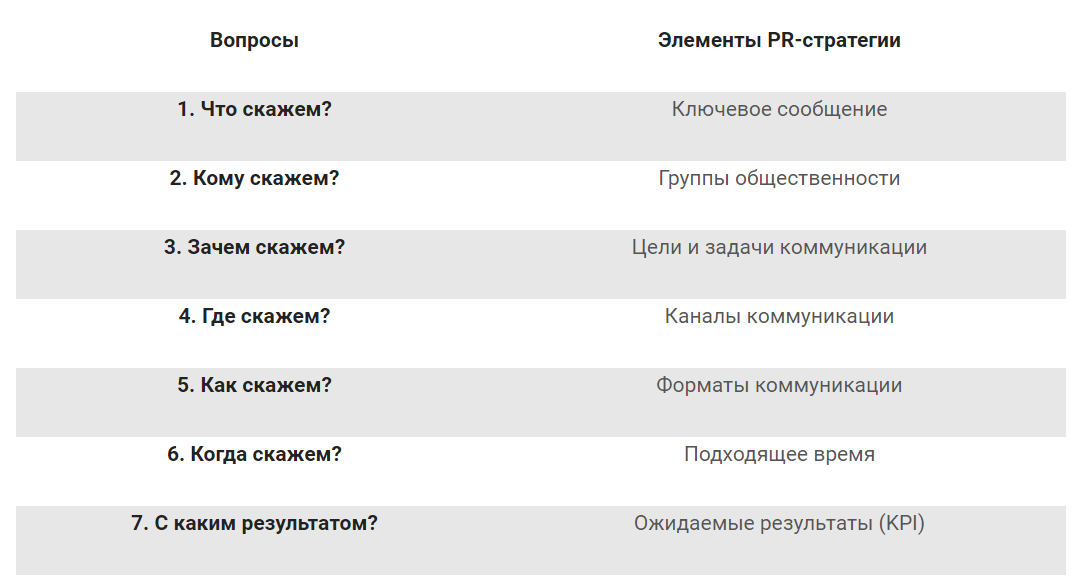 Вопросы Элементы PR-стратегии
1. Что скажем? Ключевое сообщение
2. Кому скажем? Группы общественности
3. Зачем скажем? Цели и задачи коммуникации
4. Где скажем? Каналы коммуникации
5. Как скажем? Форматы коммуникации
6. Когда скажем? Подходящее время
7. С каким результатом? Ожидаемые результаты (KPI)